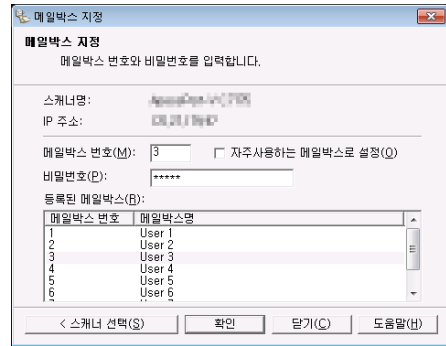 메일박스 지정
메일박스 지정
메일박스 번호와 비밀번호를 입력합니다.
스캐너명:
IP 주소:
메일박스 번호(M): 3 자주사용하는 메일박스로 설정(O)
비밀번호(P): *****
등록된 메일박스(R):
메일박스 번호 메일박스명
1 User 1
2 User 2
3 User 3
4 User 4
5 User 5
6 User 6
< 스캐너 선택(S) 확인 닫기(C) 도움말(H)